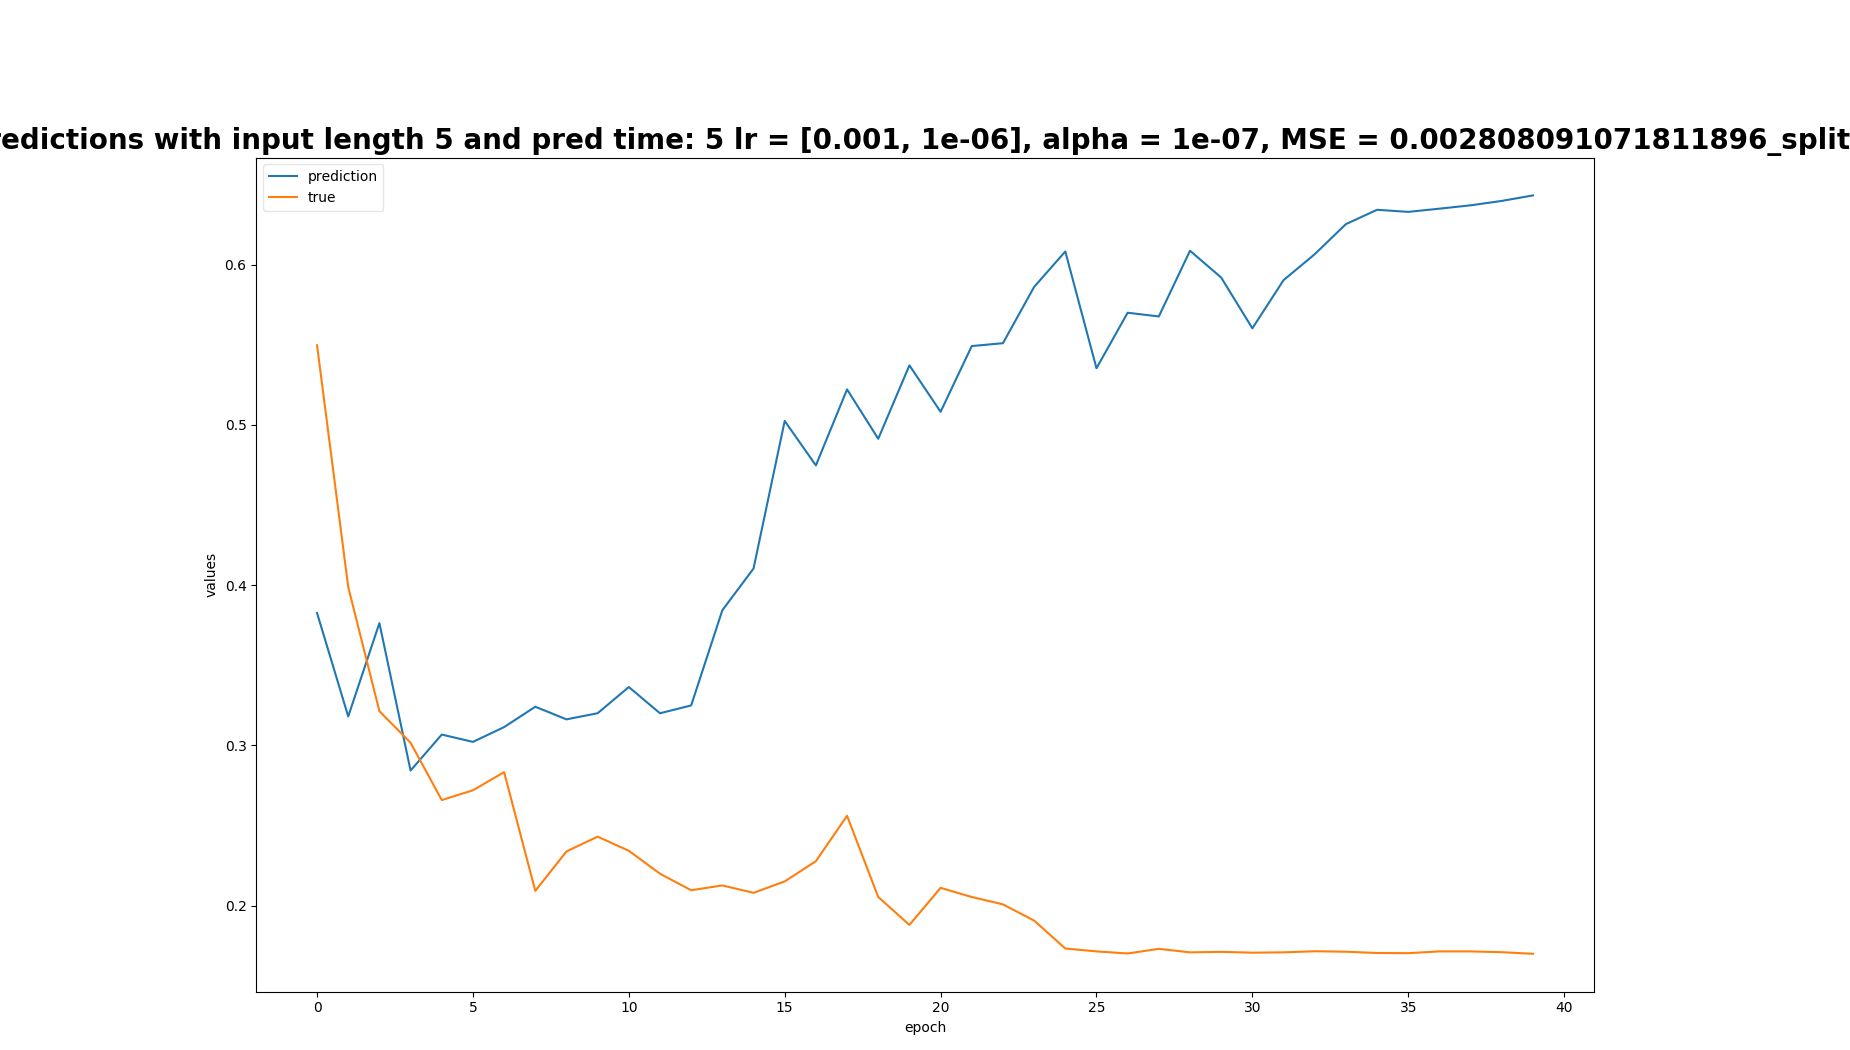 redictions with input length 5 and pred time: 5 lr = [0.001, 1e-06], alpha = 1e-07, MSE = 0.002808091071811896_split
prediction
true
0.6
0.5
0.4
0.3
0.2
values
0 5 10 15 20 25 30 35 40
epoch